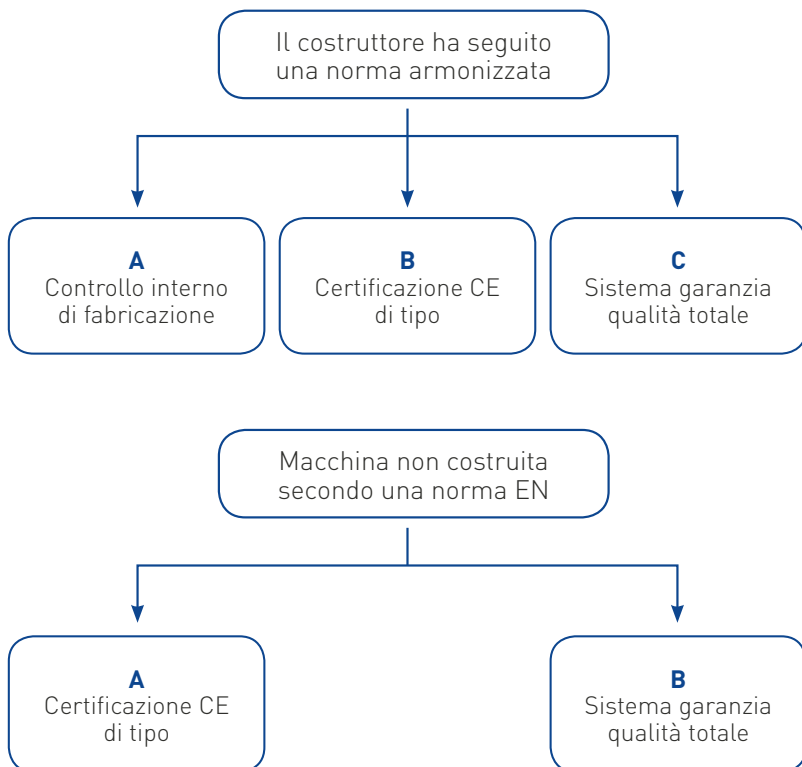 Il costruttore ha seguito
una norma armonizzata
A
Controllo interno
di fabricazione
B
Certificazione CE
di tipo
C
Sistema garanzia
qualità totale
Macchina non costruita
secondo una norma EN
A
Certificazione CE
di tipo
B
Sistema garanzia
qualità totale